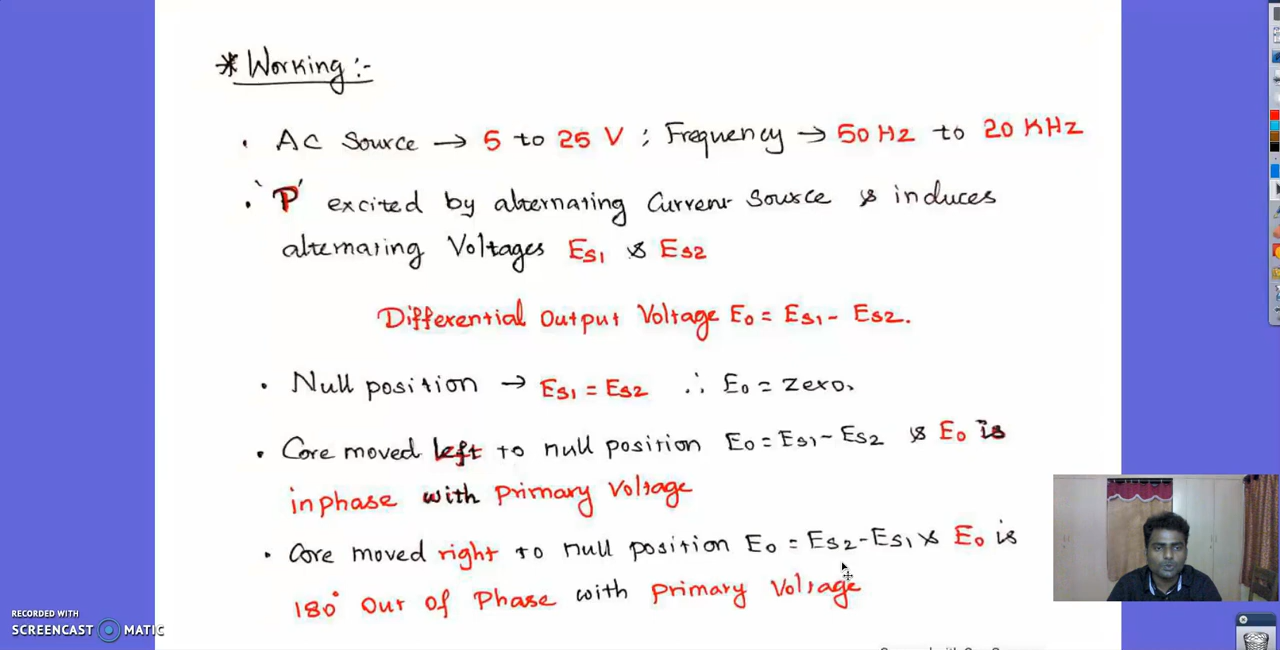 * Working :-
. AC Source → 5 to 25 V ; Frequency → 50 Hz to 20 KHz
. 'P' excited by alternating Current Source & induces
alternating Voltages ES1 & ES2
Differential Output Voltage E0 = ES1 - ES2.
. Null position → ES1 = ES2 ∴ E0 = Zero.
. Core moved left to null position E0 = ES1 - ES2 & E0 is
inphase with primary Voltage
. Core moved right to null position E0 = ES2 - ES1 & E0 is
180° Out Of Phase with primary Voltage
RECORDED WITH
SCREENCAST MATIC